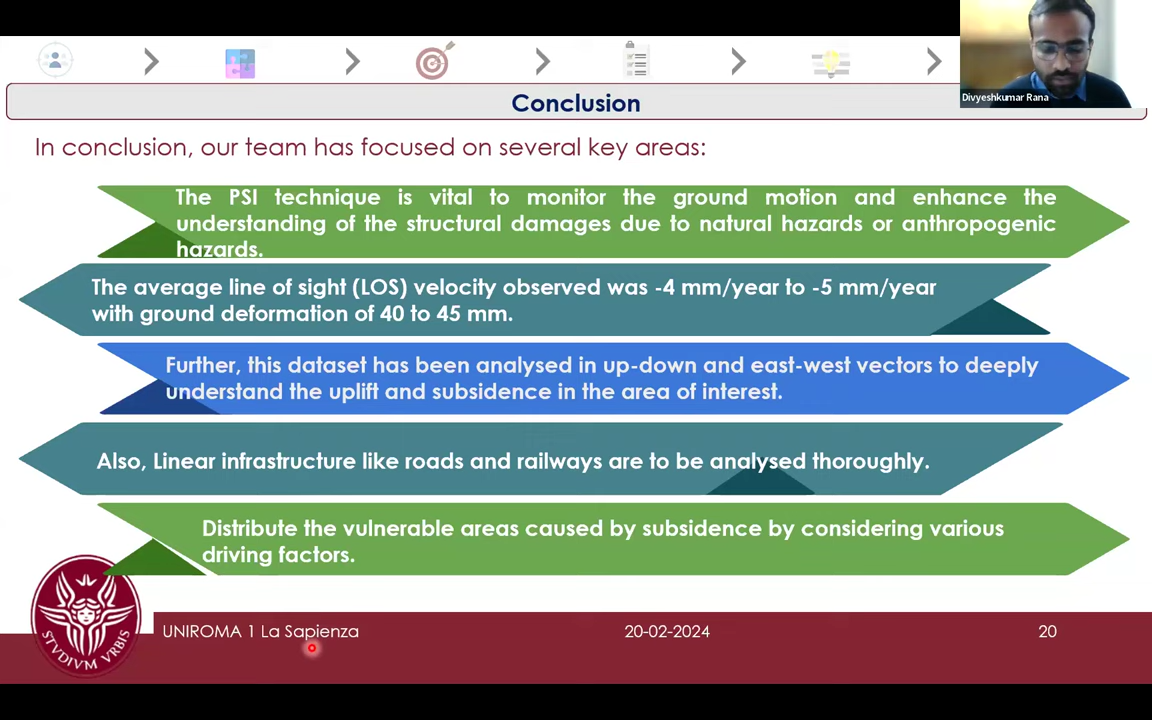 Divyeshkumar Rana
Conclusion
In conclusion, our team has focused on several key areas:
The PSI technique is vital to monitor the ground motion and enhance the
understanding of the structural damages due to natural hazards or anthropogenic
hazards.
The average line of sight (LOS) velocity observed was -4 mm/year to -5 mm/year
with ground deformation of 40 to 45 mm.
Further, this dataset has been analysed in up-down and east-west vectors to deeply
understand the uplift and subsidence in the area of interest.
Also, Linear infrastructure like roads and railways are to be analysed thoroughly.
Distribute the vulnerable areas caused by subsidence by considering various
driving factors.
STVDIVM VRBIS
UNIROMA 1 La Sapienza
20-02-2024
20